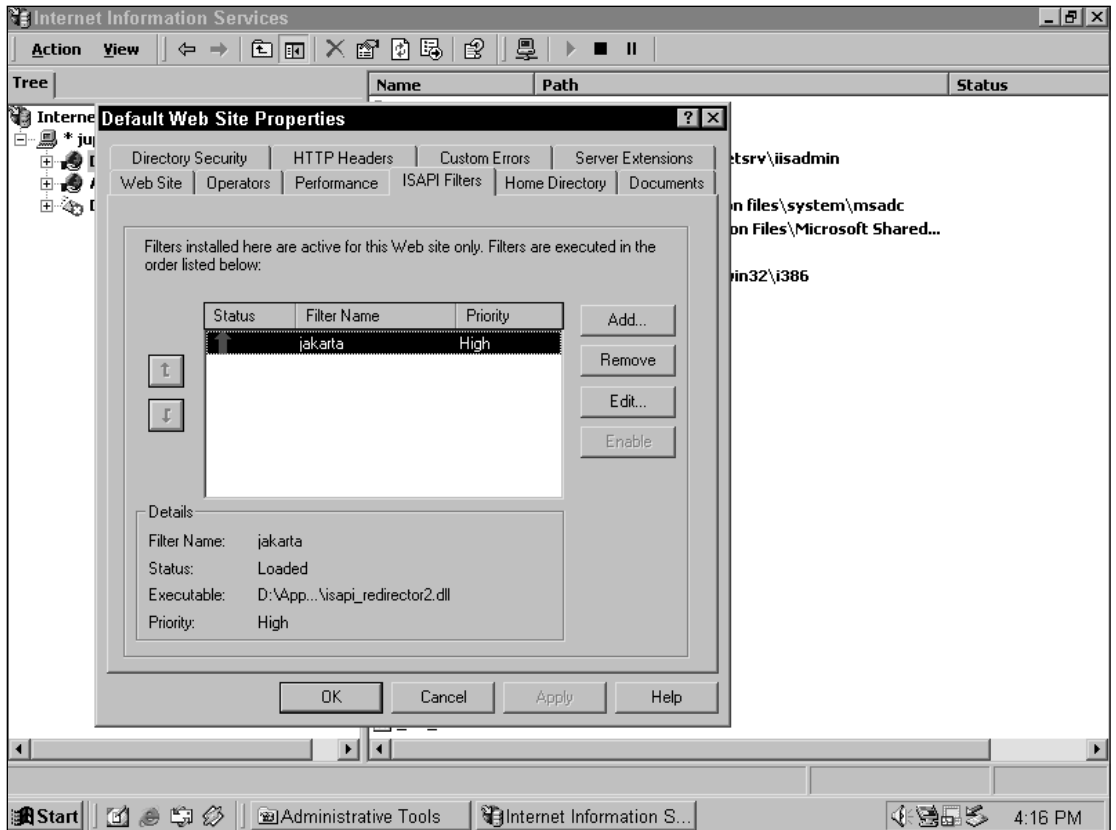 Internet Information Services
Action View
Tree
Name Path Status
Interne
* ju
Default Web Site Properties
Directory Security HTTP Headers Custom Errors Server Extensions
Web Site Operators Performance ISAPI Filters Home Directory Documents
etsrv\iisadmin
n files\system\msadc
on Files\Microsoft Shared...
in32\i386
Filters installed here are active for this Web site only. Filters are executed in the
order listed below:
Status Filter Name Priority
jakarta High
Add...
Remove
Edit...
Enable
Details
Filter Name: jakarta
Status: Loaded
Executable: D:\App...\isapi_redirector2.dll
Priority: High
OK Cancel Apply Help
Start Administrative Tools Internet Information S... 4:16 PM